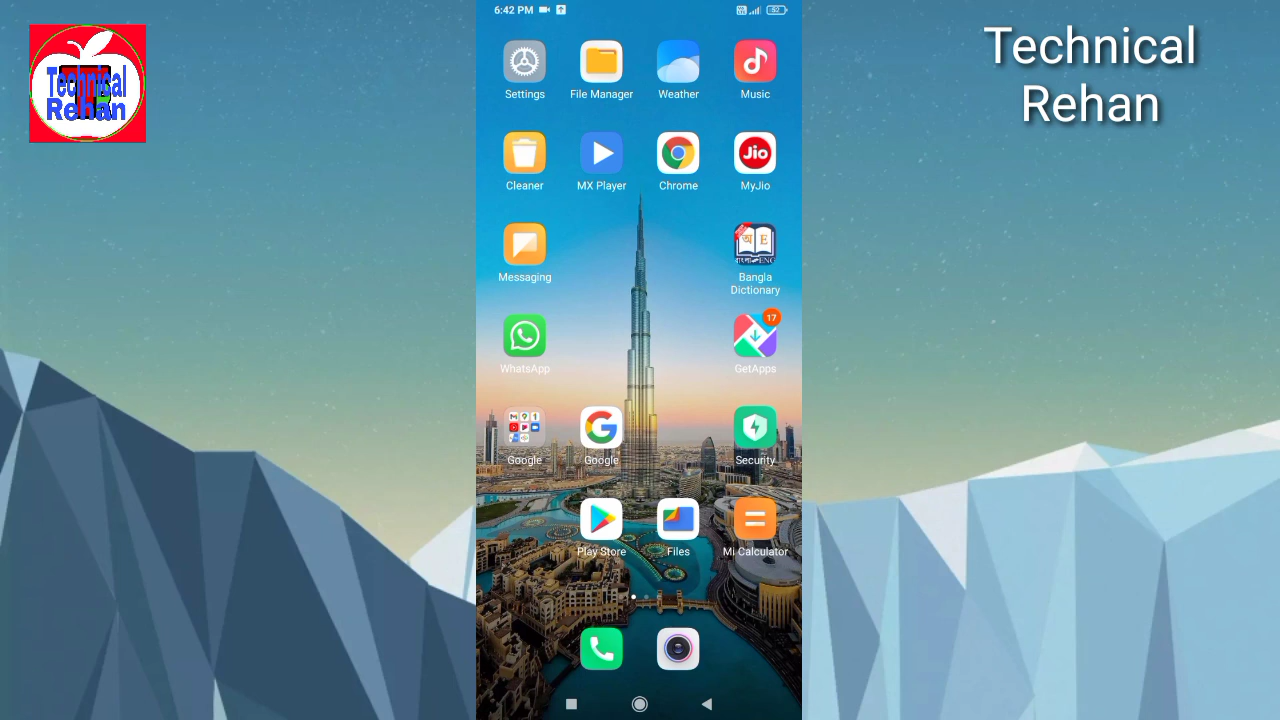 Technical
Rehan
Technical
Rehan
6:42 PM
52
Settings
File Manager
Weather
Music
Cleaner
MX Player
Chrome
Jio
MyJio
Messaging
অ E
Bangla
Dictionary
WhatsApp
17
GetApps
Google
Google
Security
Play Store
Files
Mi Calculator